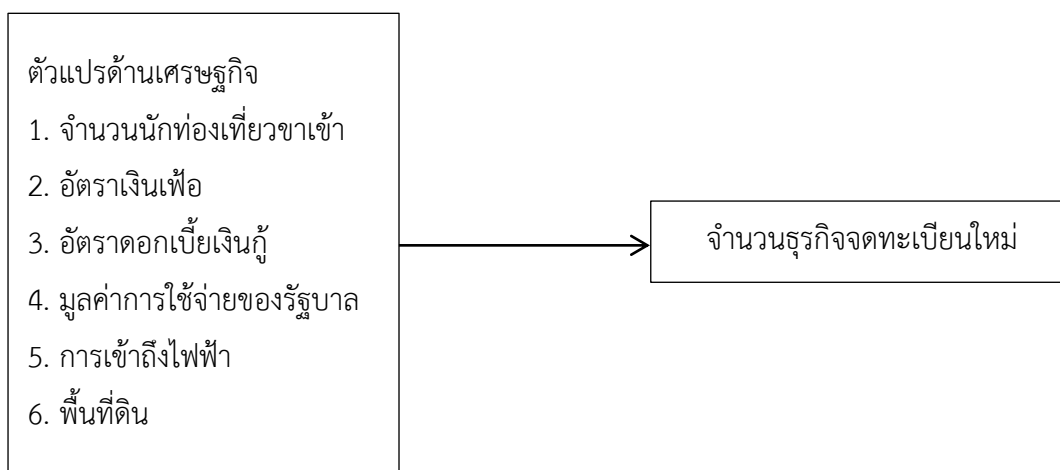 ตัวแปรด้านเศรษฐกิจ
1. จำนวนนักท่องเที่ยวขาเข้า
2. อัตราเงินเฟ้อ
3. อัตราดอกเบี้ยเงินกู้
4. มูลค่าการใช้จ่ายของรัฐบาล
5. การเข้าถึงไฟฟ้า
6. พื้นที่ดิน
จำนวนธุรกิจจดทะเบียนใหม่